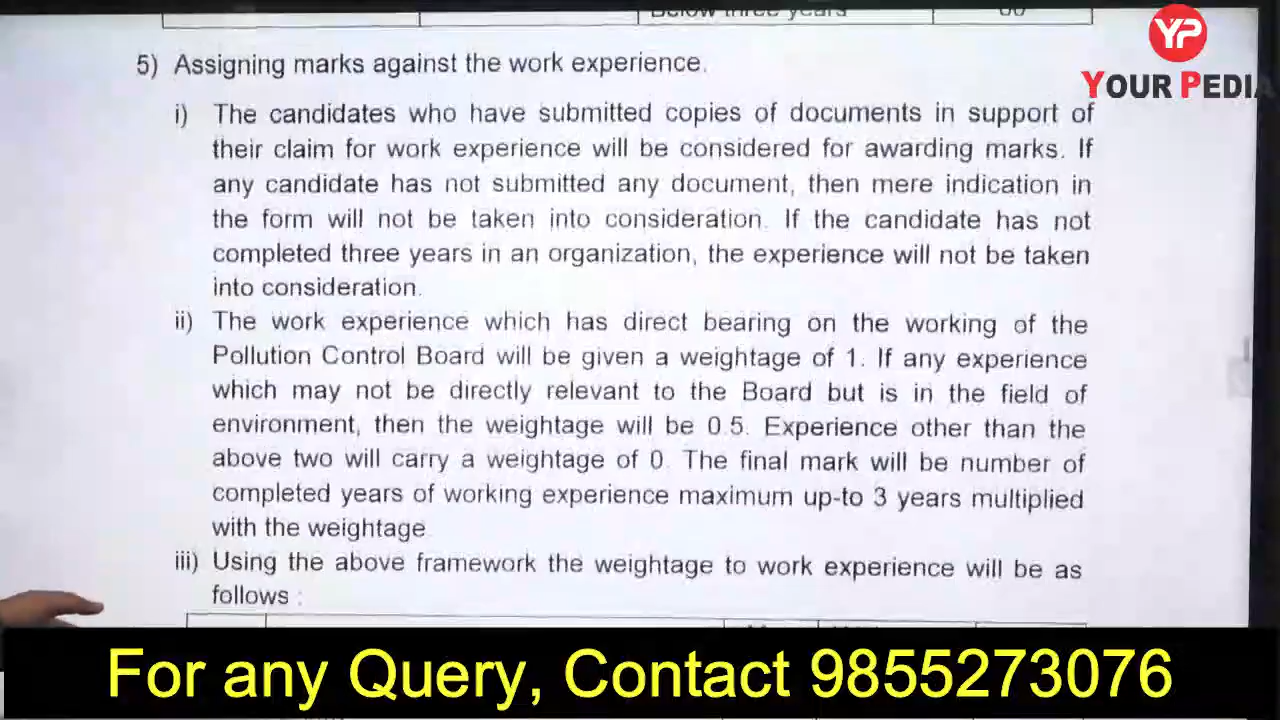 Below three years 00
YP
YOUR PEDIA
5) Assigning marks against the work experience.
i) The candidates who have submitted copies of documents in support of
their claim for work experience will be considered for awarding marks. If
any candidate has not submitted any document, then mere indication in
the form will not be taken into consideration. If the candidate has not
completed three years in an organization, the experience will not be taken
into consideration.
ii) The work experience which has direct bearing on the working of the
Pollution Control Board will be given a weightage of 1. If any experience
which may not be directly relevant to the Board but is in the field of
environment, then the weightage will be 0.5. Experience other than the
above two will carry a weightage of 0. The final mark will be number of
completed years of working experience maximum up-to 3 years multiplied
with the weightage
iii) Using the above framework the weightage to work experience will be as
follows :
For any Query, Contact 9855273076